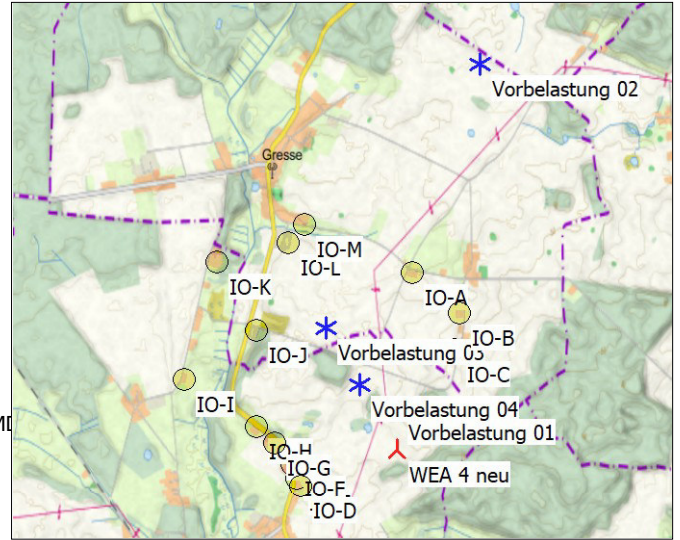 Vorbelastung 02
Gresse
IO-M
IO-L
IO-K
IO-A
IO-B
IO-J
Vorbelastung 03
IO-C
IO-I
Vorbelastung 04
Vorbelastung 01
IO-H
IO-G
WEA 4 neu
IO-F
IO-D